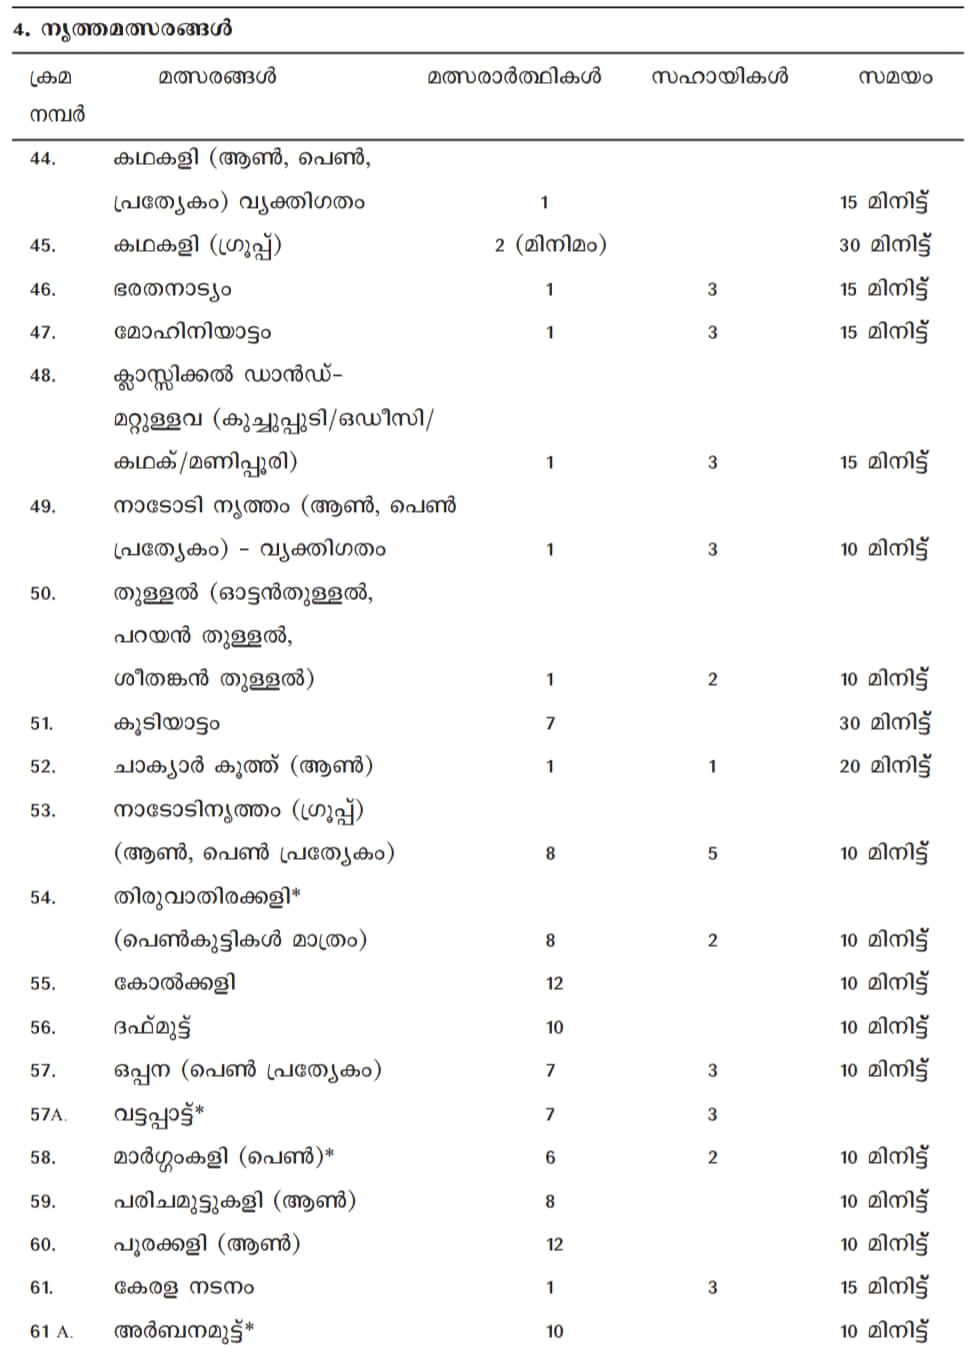 4. നൃത്തമത്സരങ്ങൾ
ക്രമ മത്സരങ്ങൾ മത്സരാർത്ഥികൾ സഹായികൾ സമയം
നമ്പർ
44. കഥകളി (ആൺ, പെൺ,
പ്രത്യേകം) വ്യക്തിഗതം 1 15 മിനിട്ട്
45. കഥകളി (ഗ്രൂപ്പ്) 2 (മിനിമം) 30 മിനിട്ട്
46. ഭരതനാട്യം 1 3 15 മിനിട്ട്
47. മോഹിനിയാട്ടം 1 3 15 മിനിട്ട്
48. ക്ലാസ്സിക്കൽ ഡാൻഡ്-
മറ്റുള്ളവ (കുച്ചുപ്പുടി/ഒഡീസി/
കഥക്/മണിപ്പൂരി) 1 3 15 മിനിട്ട്
49. നാടോടി നൃത്തം (ആൺ, പെൺ
പ്രത്യേകം) - വ്യക്തിഗതം 1 3 10 മിനിട്ട്
50. തുള്ളൽ (ഓട്ടൻതുള്ളൽ,
പറയൻ തുള്ളൽ,
ശീതങ്കൻ തുള്ളൽ) 1 2 10 മിനിട്ട്
51. കൂടിയാട്ടം 7 30 മിനിട്ട്
52. ചാക്യാർ കൂത്ത് (ആൺ) 1 1 20 മിനിട്ട്
53. നാടോടിനൃത്തം (ഗ്രൂപ്പ്)
(ആൺ, പെൺ പ്രത്യേകം) 8 5 10 മിനിട്ട്
54. തിരുവാതിരക്കളി*
(പെൺകുട്ടികൾ മാത്രം) 8 2 10 മിനിട്ട്
55. കോൽക്കളി 12 10 മിനിട്ട്
56. ദഫ്മുട്ട് 10 10 മിനിട്ട്
57. ഒപ്പന (പെൺ പ്രത്യേകം) 7 3 10 മിനിട്ട്
57A. വട്ടപ്പാട്ട്* 7 3
58. മാർഗ്ഗംകളി (പെൺ)* 6 2 10 മിനിട്ട്
59. പരിചമുട്ടുകളി (ആൺ) 8 10 മിനിട്ട്
60. പൂരക്കളി (ആൺ) 12 10 മിനിട്ട്
61. കേരള നടനം 1 3 15 മിനിട്ട്
61 A. അർബനമുട്ട്* 10 10 മിനിട്ട്